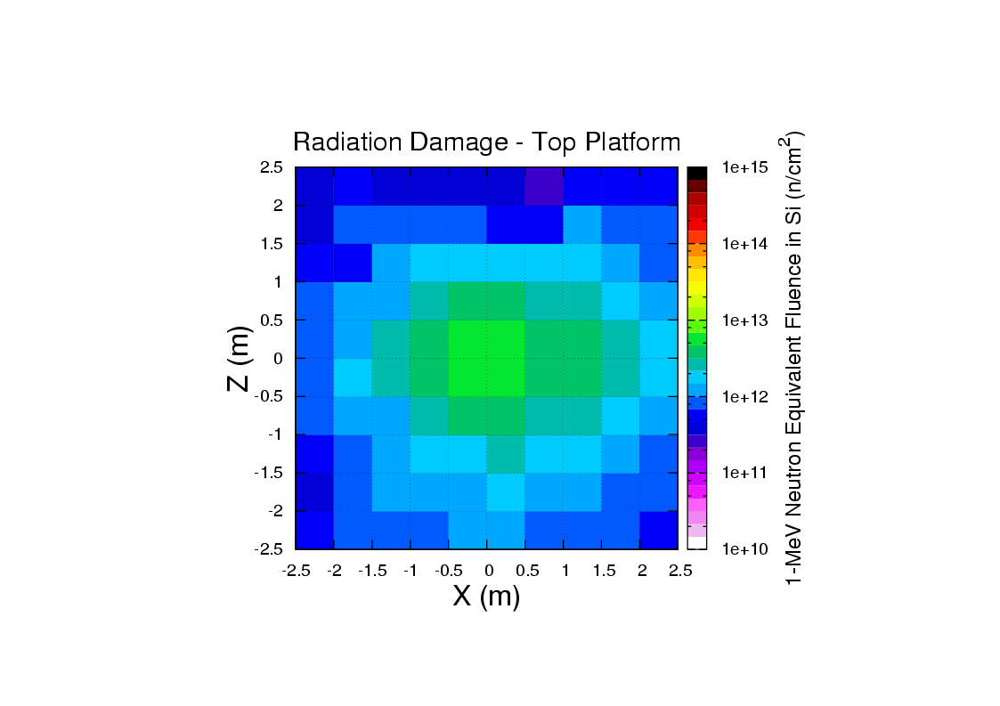 Radiation Damage - Top Platform
2.5
2
1.5
1
0.5
0
-0.5
-1
-1.5
-2
-2.5
Z (m)
-2.5 -2 -1.5 -1 -0.5 0 0.5 1 1.5 2 2.5
X (m)
1e+15
1e+14
1e+13
1e+12
1e+11
1e+10
1-MeV Neutron Equivalent Fluence in Si (n/cm²)